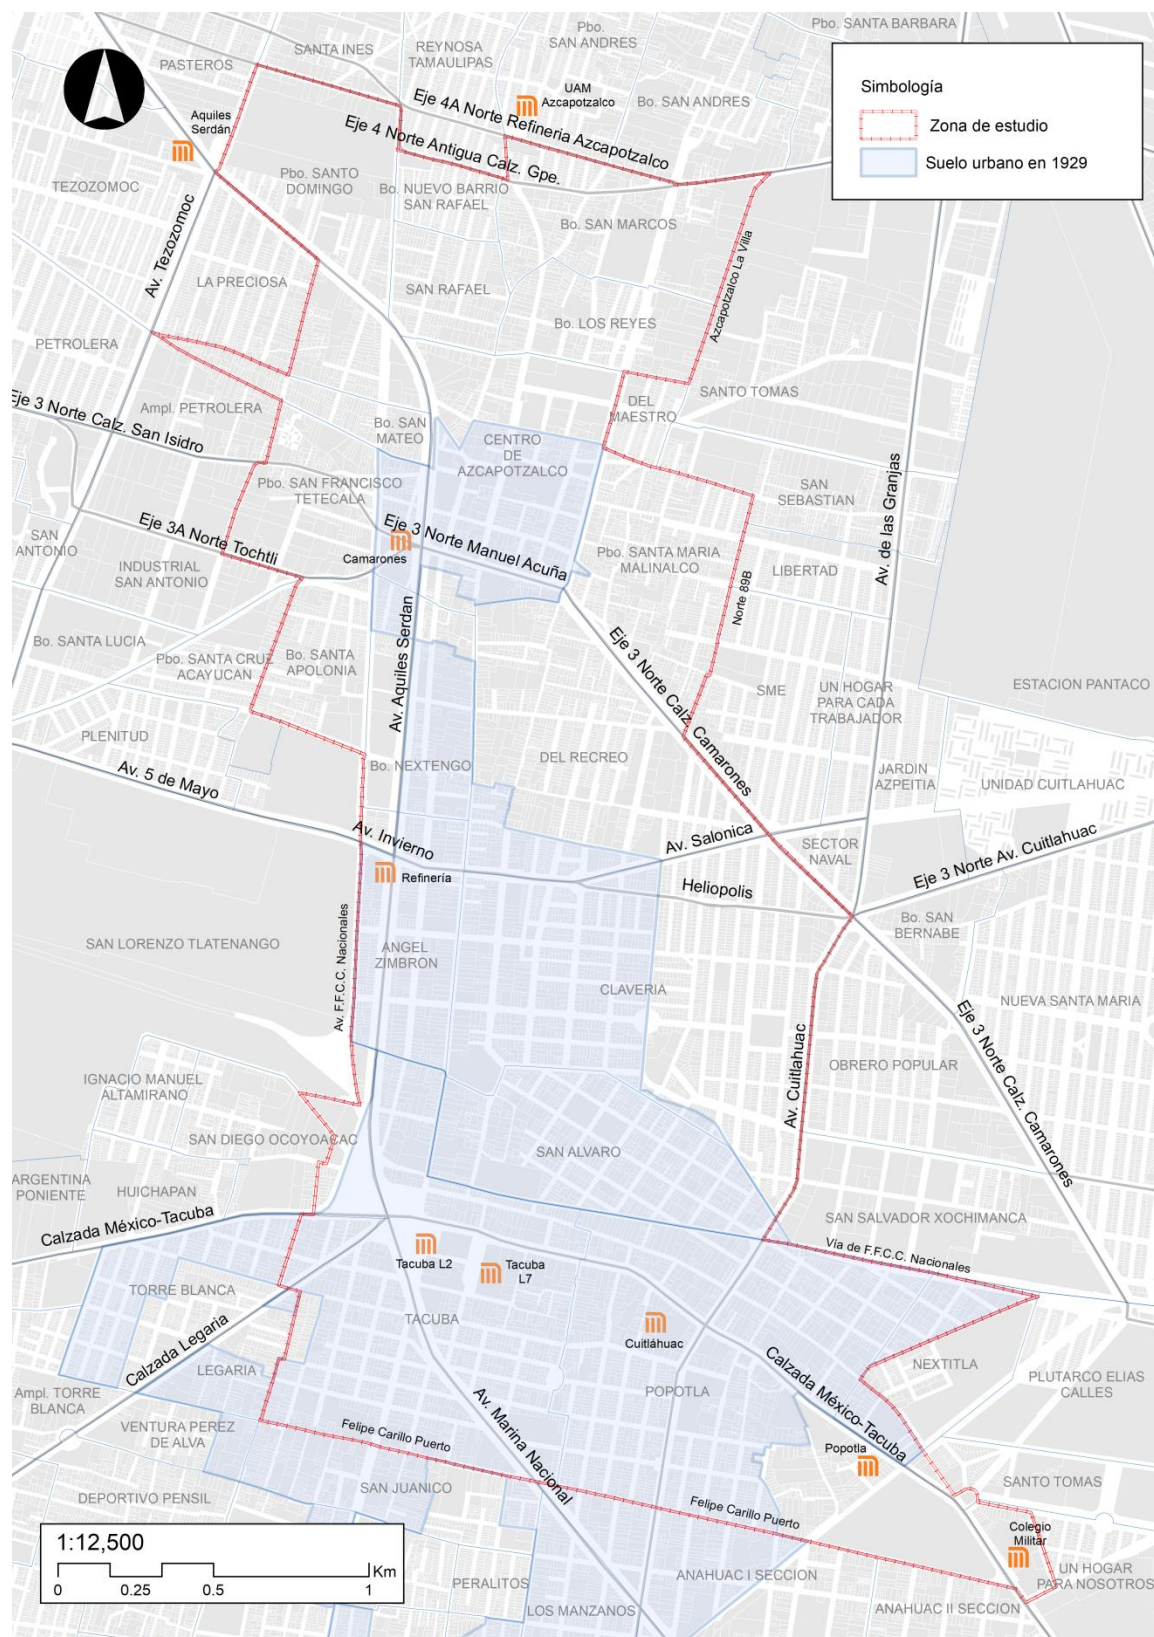 Pbo. SANTA BARBARA
Pbo.
SAN ANDRES
SANTA INES
REYNOSA
TAMAULIPAS
PASTEROS
UAM
Azcapotzalco
Bo. SAN ANDRES
Simbología
Zona de estudio
Suelo urbano en 1929
Aquiles
Serdán
Eje 4A Norte Refineria Azcapotzalco
Eje 4 Norte Antigua Calz. Gpe.
TEZOZOMOC
Pbo. SANTO
DOMINGO
Bo. NUEVO BARRIO
SAN RAFAEL
Bo. SAN MARCOS
Av. Tezozomoc
LA PRECIOSA
SAN RAFAEL
Azcapotzalco La Villa
Bo. LOS REYES
PETROLERA
Eje 3 Norte Calz. San Isidro
Ampl. PETROLERA
Bo. SAN
MATEO
DEL
MAESTRO
SANTO TOMAS
CENTRO
DE
AZCAPOTZALCO
Pbo. SAN FRANCISCO
TETECALA
SAN
SEBASTIAN
Av. de las Granjas
SAN
ANTONIO
Eje 3A Norte Tochtli
Camarones
Eje 3 Norte Manuel Acuña
Pbo. SANTA MARIA
MALINALCO
INDUSTRIAL
SAN ANTONIO
LIBERTAD
Norte 89B
Bo. SANTA LUCIA
Pbo. SANTA CRUZ
ACAYUCAN
Bo. SANTA
APOLONIA
Av. Aquiles Serdan
Eje 3 Norte Calz. Camarones
SME
UN HOGAR
PARA CADA
TRABAJADOR
ESTACION PANTACO
PLENITUD
Av. 5 de Mayo
Bo. NEXTENGO
DEL RECREO
JARDIN
AZPEITIA
UNIDAD CUITLAHUAC
Av. Invierno
Av. Salonica
SECTOR
NAVAL
Eje 3 Norte Av. Cuitlahuac
Refinería
Heliopolis
Bo. SAN
BERNABE
SAN LORENZO TLATENANGO
Av. F.F.C.C. Nacionales
ANGEL
ZIMBRON
CLAVERIA
NUEVA SANTA MARIA
Eje 3 Norte Calz. Camarones
Av. Cuitlahuac
OBRERO POPULAR
IGNACIO MANUEL
ALTAMIRANO
SAN DIEGO OCOYOACAC
SAN ALVARO
ARGENTINA
PONIENTE
HUICHAPAN
Calzada México-Tacuba
SAN SALVADOR XOCHIMANCA
Via de F.F.C.C. Nacionales
Tacuba L2
Tacuba
L7
TORRE BLANCA
TACUBA
Cuitláhuac
Calzada Legaria
LEGARIA
Calzada México-Tacuba
NEXTITLA
PLUTARCO ELIAS
CALLES
Ampl. TORRE
BLANCA
POPOTLA
Av. Marina Nacional
VENTURA PEREZ
DE ALVA
Felipe Carillo Puerto
Popotla
SAN JUANICO
SANTO TOMAS
DEPORTIVO PENSIL
Felipe Carillo Puerto
Colegio
Militar
1:12,500
Km
0 0.25 0.5 1
PERALITOS
LOS MANZANOS
ANAHUAC I SECCION
UN HOGAR
PARA NOSOTROS
ANAHUAC II SECCION